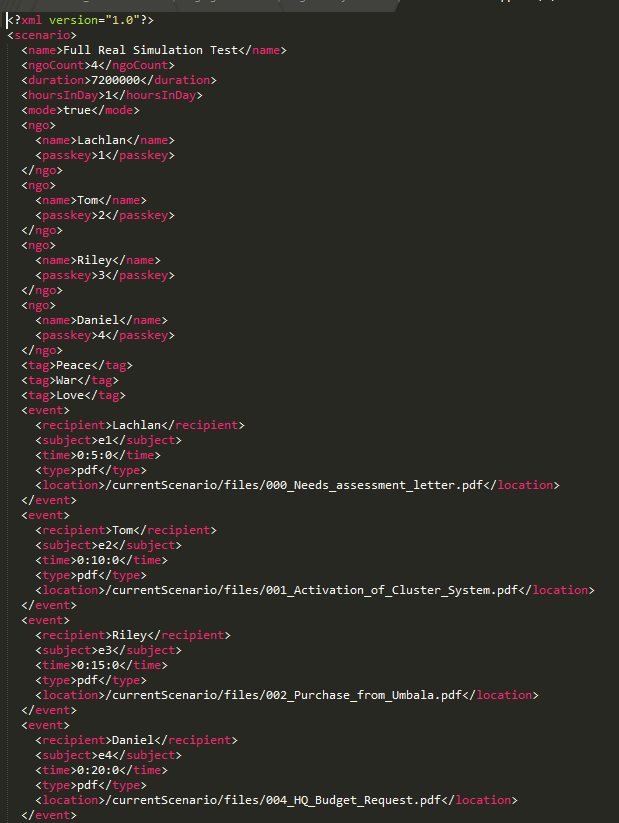 <?xml version="1.0"?>
<scenario>
<name>Full Real Simulation Test</name>
<ngoCount>4</ngoCount>
<duration>7200000</duration>
<hoursInDay>1</hoursInDay>
<mode>true</mode>
<ngo>
<name>Lachlan</name>
<passkey>1</passkey>
</ngo>
<ngo>
<name>Tom</name>
<passkey>2</passkey>
</ngo>
<ngo>
<name>Riley</name>
<passkey>3</passkey>
</ngo>
<ngo>
<name>Daniel</name>
<passkey>4</passkey>
</ngo>
<tag>Peace</tag>
<tag>War</tag>
<tag>Love</tag>
<event>
<recipient>Lachlan</recipient>
<subject>e1</subject>
<time>0:5:0</time>
<type>pdf</type>
<location>/currentScenario/files/000_Needs_assessment_letter.pdf</location>
</event>
<event>
<recipient>Tom</recipient>
<subject>e2</subject>
<time>0:10:0</time>
<type>pdf</type>
<location>/currentScenario/files/001_Activation_of_Cluster_System.pdf</location>
</event>
<event>
<recipient>Riley</recipient>
<subject>e3</subject>
<time>0:15:0</time>
<type>pdf</type>
<location>/currentScenario/files/002_Purchase_from_Umbala.pdf</location>
</event>
<event>
<recipient>Daniel</recipient>
<subject>e4</subject>
<time>0:20:0</time>
<type>pdf</type>
<location>/currentScenario/files/004_HQ_Budget_Request.pdf</location>
</event>